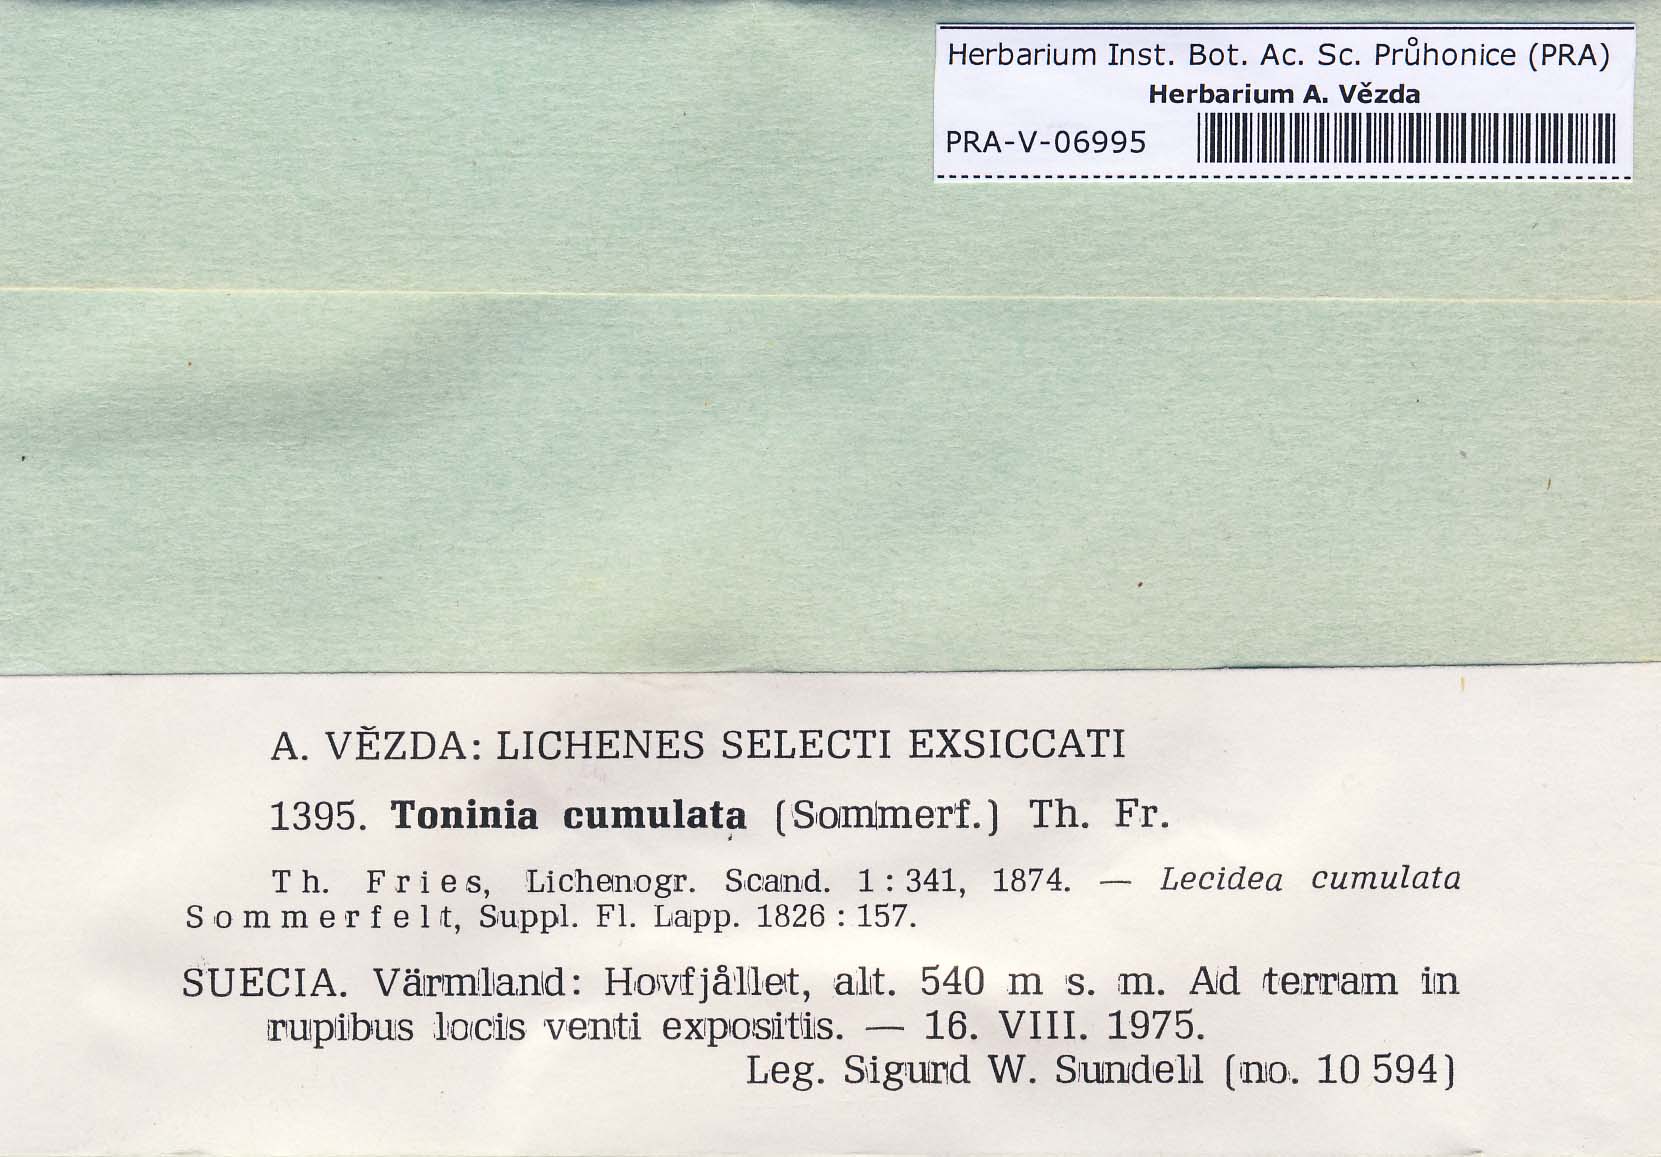 Herbarium Inst. Bot. Ac. Sc. Průhonice (PRA)
Herbarium A. Vězda
PRA-V-06995
A. VĚZDA: LICHENES SELECTI EXSICCATI
1395. Toninia cumulata (Sommerf.) Th. Fr.
Th. Fries, Lichenogr. Scand. 1 : 341, 1874. — Lecidea cumulata
Sommerfelt, Suppl. Fl. Lapp. 1826 : 157.
SUECIA. Värmland: Hovfjållet, alt. 540 m s. m. Ad terram in
rupibus locis venti expositis. — 16. VIII. 1975.
Leg. Sigurd W. Sundell (no. 10 594)